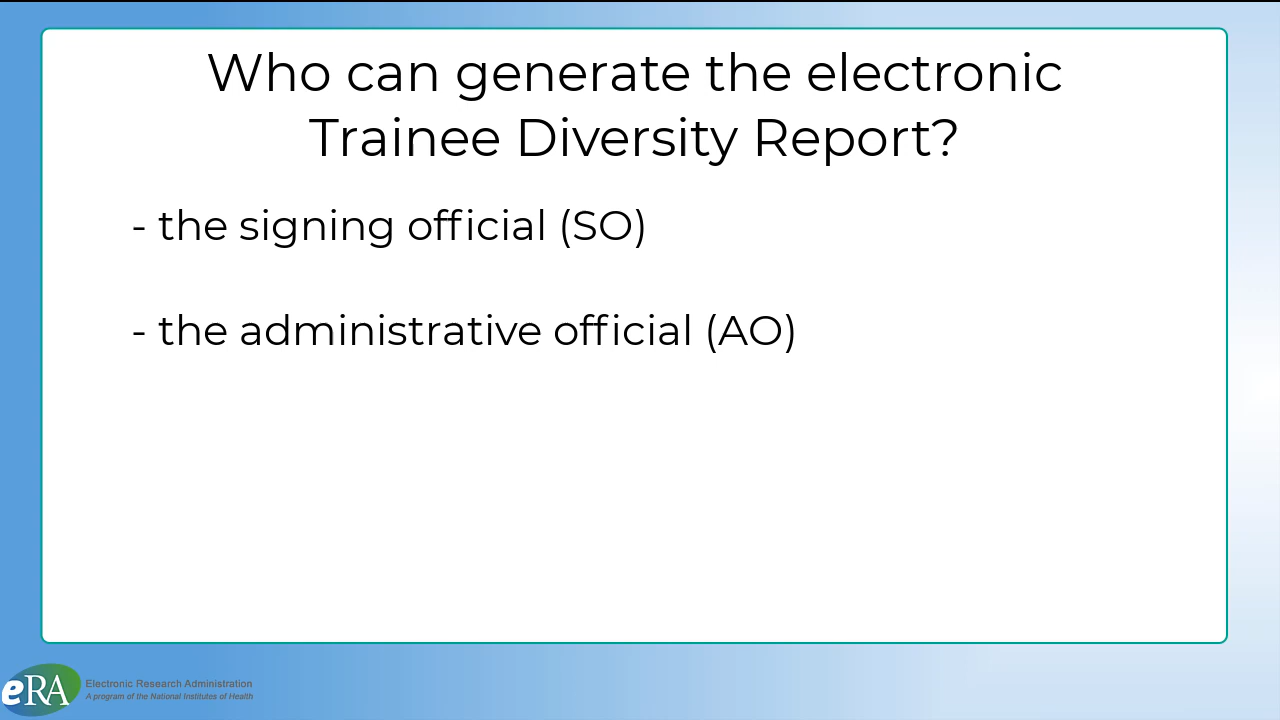 Who can generate the electronic
Trainee Diversity Report?
- the signing official (SO)
- the administrative official (AO)
eRA
Electronic Research Administration
A program of the National Institutes of Health